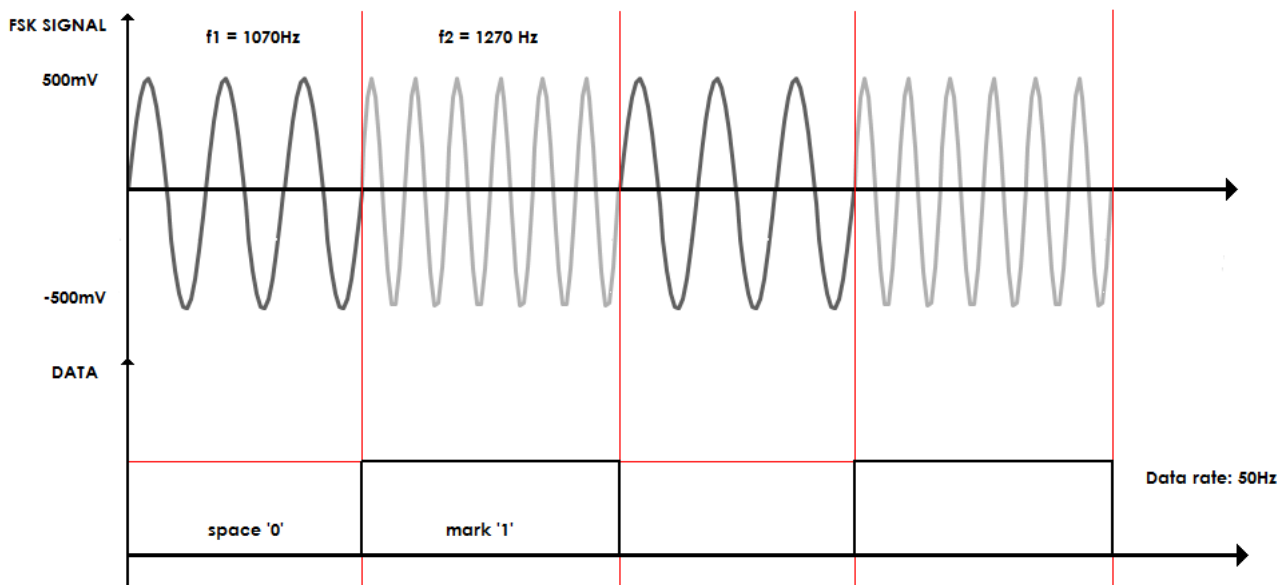 FSK SIGNAL
f1 = 1070Hz
f2 = 1270 Hz
500mV
-500mV
DATA
Data rate: 50Hz
space '0'
mark '1'